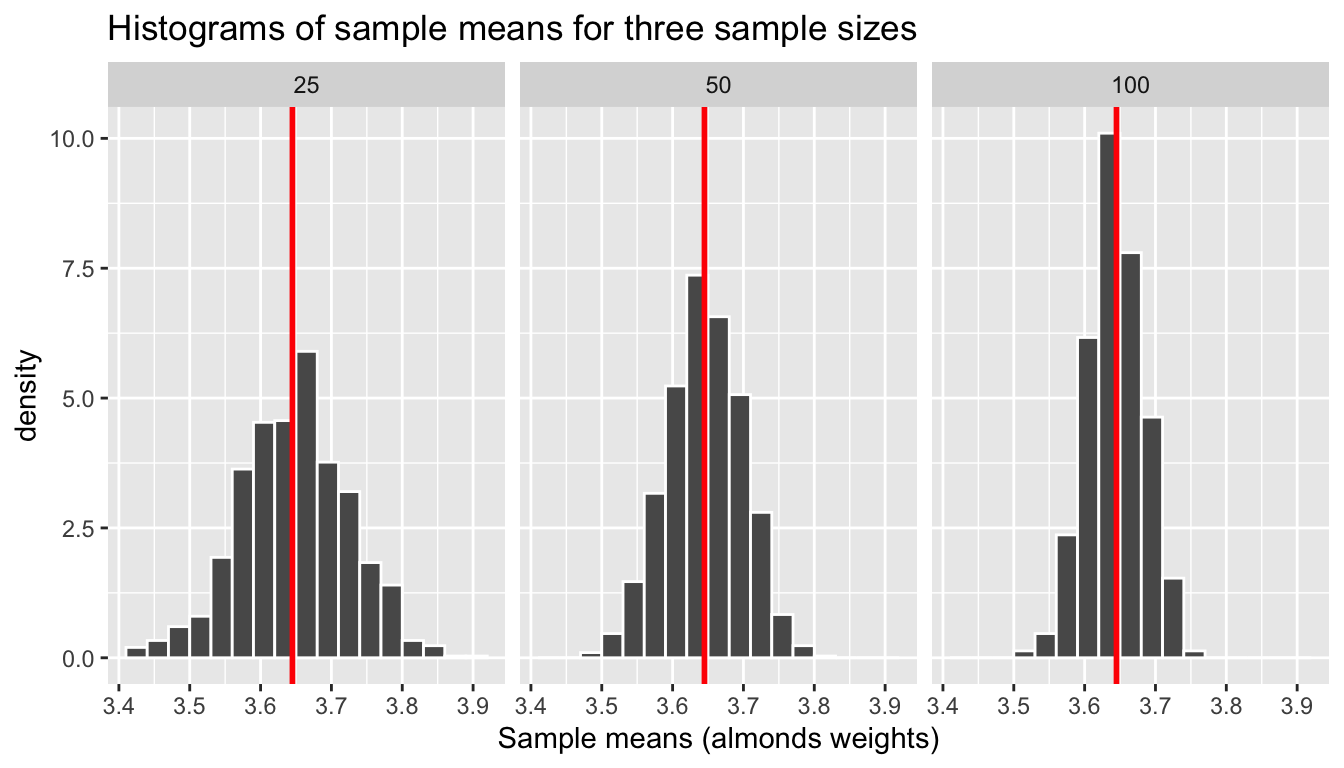 Histograms of sample means for three sample sizes
25 50 100
10.0
7.5
5.0
2.5
0.0
density
3.4 3.5 3.6 3.7 3.8 3.9 3.4 3.5 3.6 3.7 3.8 3.9 3.4 3.5 3.6 3.7 3.8 3.9
Sample means (almonds weights)